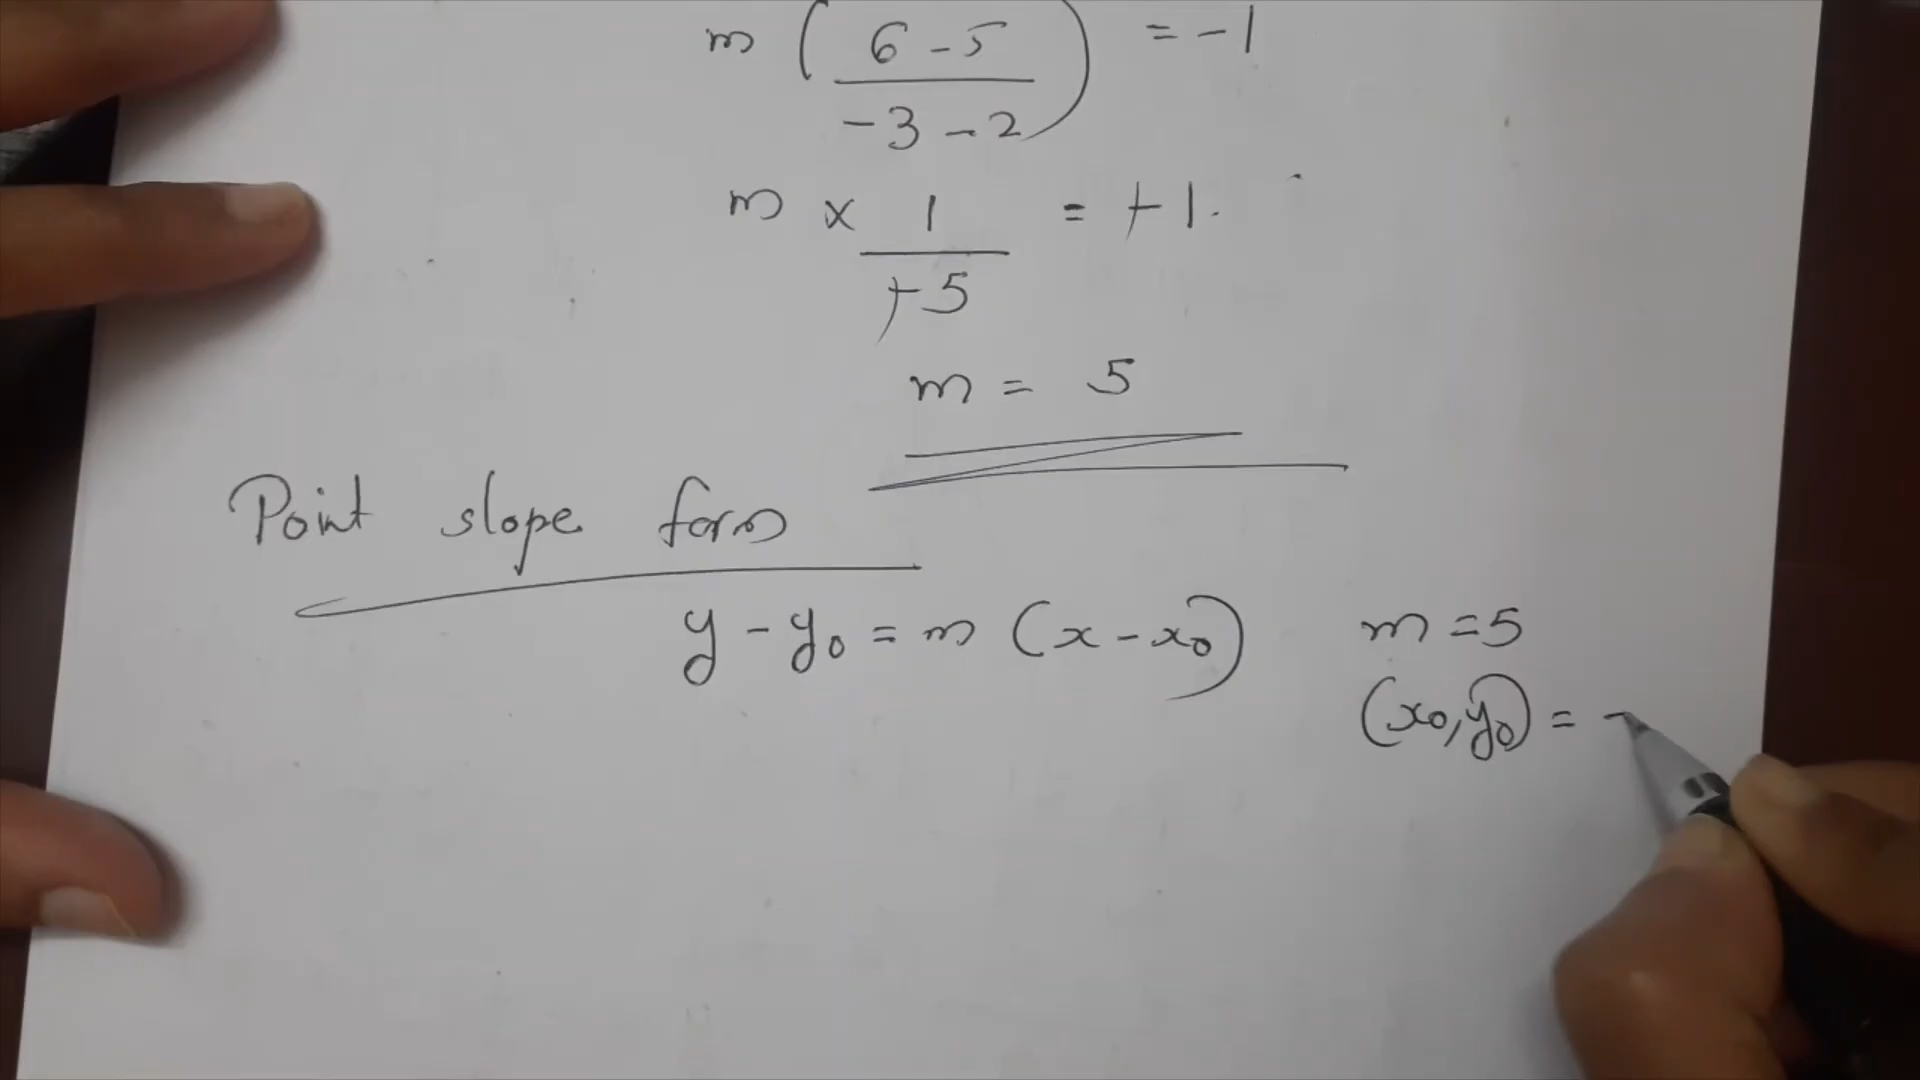 m ( 6 - 5 / -3 - 2 ) = -1
m × 1 / +5 = +1.
m = 5
Point slope form
y - y₀ = m (x - x₀) m = 5
(x₀, y₀) = -